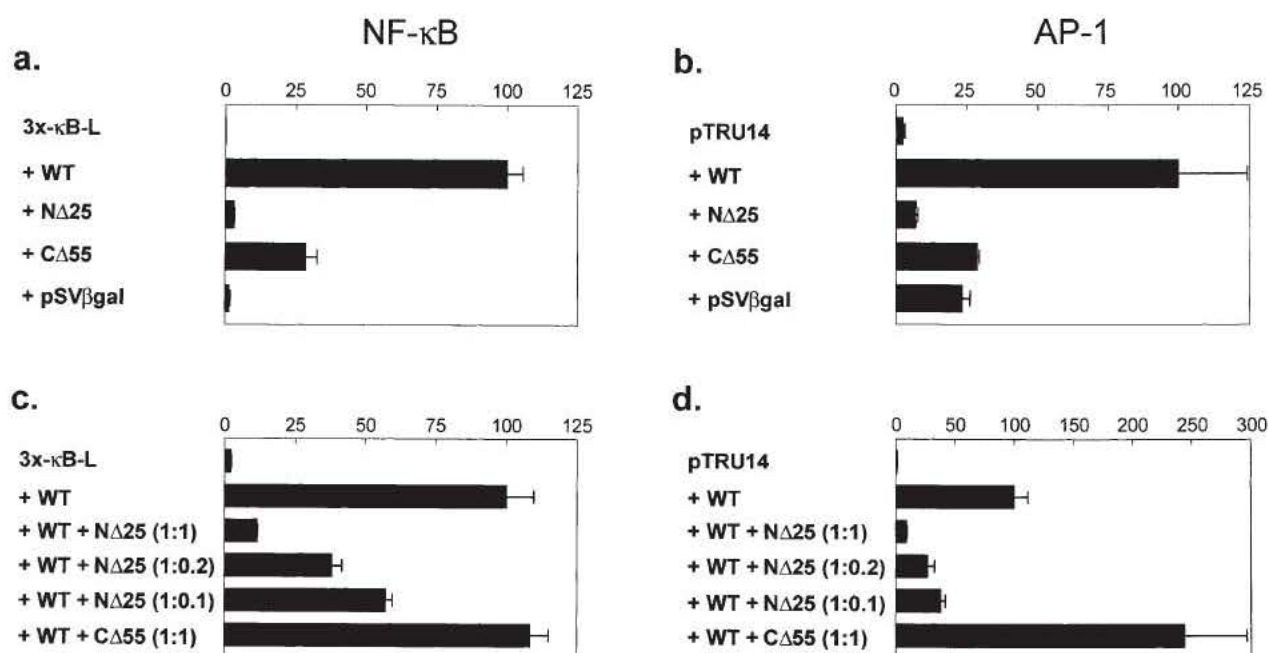 NF-κB
a.
0 25 50 75 100 125
3x-κB-L
+ WT
+ NΔ25
+ CΔ55
+ pSVβgal
AP-1
b.
0 25 50 75 100 125
pTRU14
+ WT
+ NΔ25
+ CΔ55
+ pSVβgal
c.
0 25 50 75 100 125
3x-κB-L
+ WT
+ WT + NΔ25 (1:1)
+ WT + NΔ25 (1:0.2)
+ WT + NΔ25 (1:0.1)
+ WT + CΔ55 (1:1)
d.
0 50 100 150 200 250 300
pTRU14
+ WT
+ WT + NΔ25 (1:1)
+ WT + NΔ25 (1:0.2)
+ WT + NΔ25 (1:0.1)
+ WT + CΔ55 (1:1)